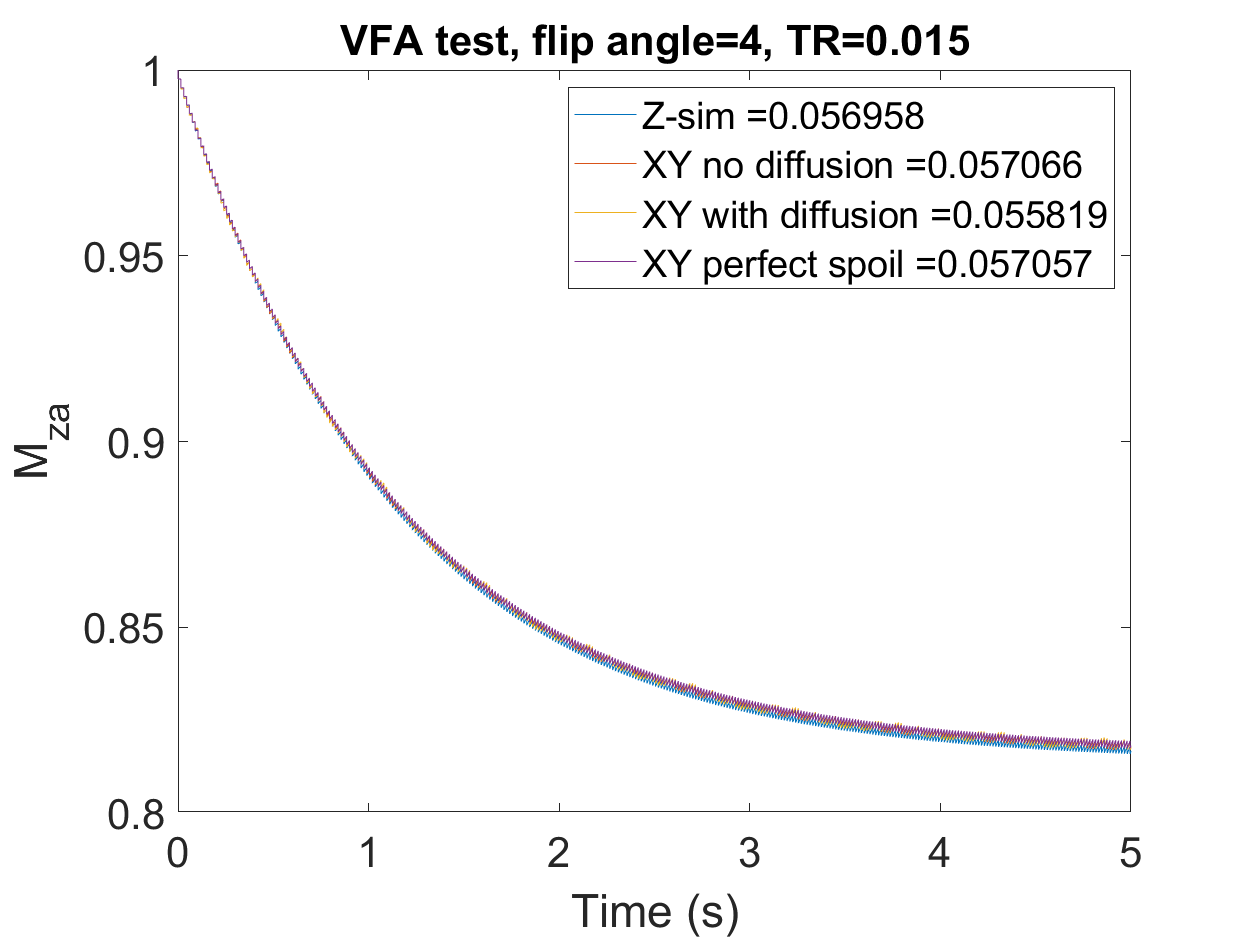 VFA test, flip angle=4, TR=0.015
Z-sim =0.056958
XY no diffusion =0.057066
XY with diffusion =0.055819
XY perfect spoil =0.057057
1
0.95
0.9
0.85
0.8
M_za
0 1 2 3 4 5
Time (s)